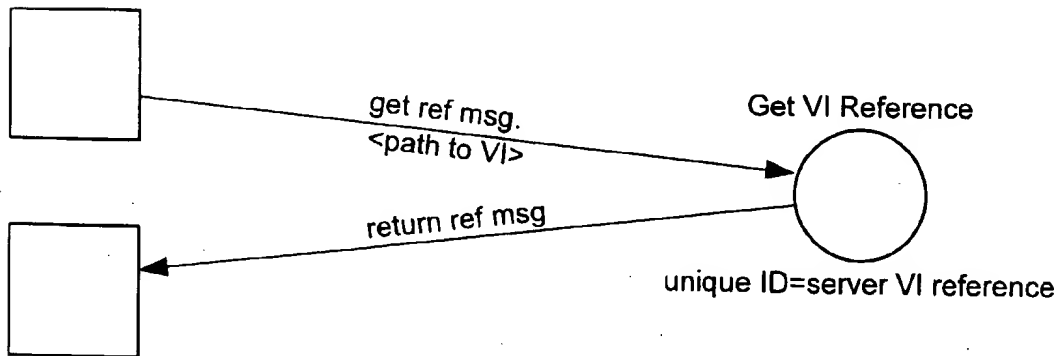 get ref msg.
<path to VI>
Get VI Reference
return ref msg
unique ID=server VI reference